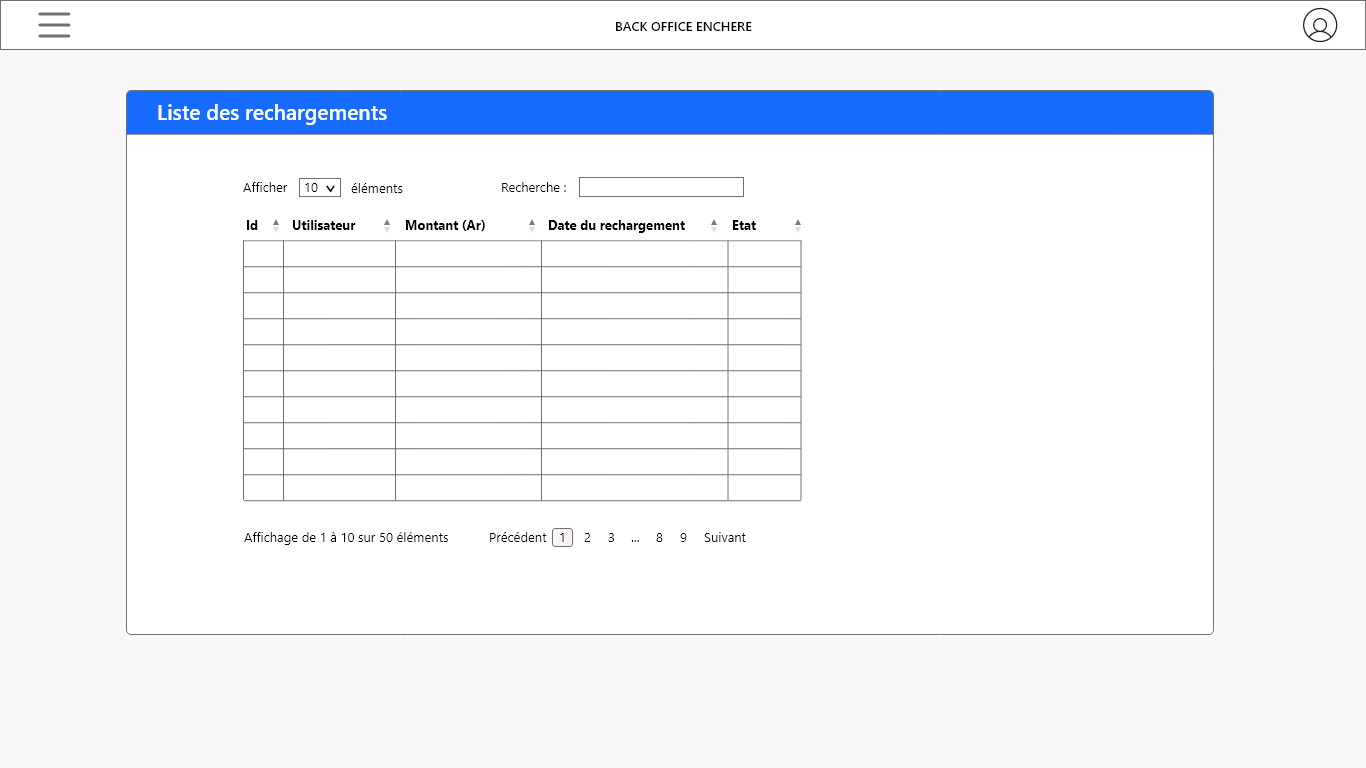 BACK OFFICE ENCHERE
Liste des rechargements
Afficher 10 éléments Recherche :
Id Utilisateur Montant (Ar) Date du rechargement Etat
Affichage de 1 à 10 sur 50 éléments Précédent 1 2 3 ... 8 9 Suivant